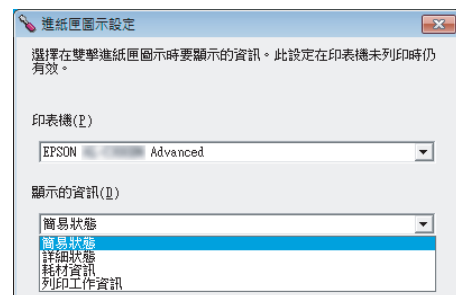 進紙匣圖示設定
選擇在雙擊進紙匣圖示時要顯示的資訊。此設定在印表機未列印時仍
有效。
印表機(P)
EPSON Advanced
顯示的資訊(D)
簡易狀態
簡易狀態
詳細狀態
耗材資訊
列印工作資訊